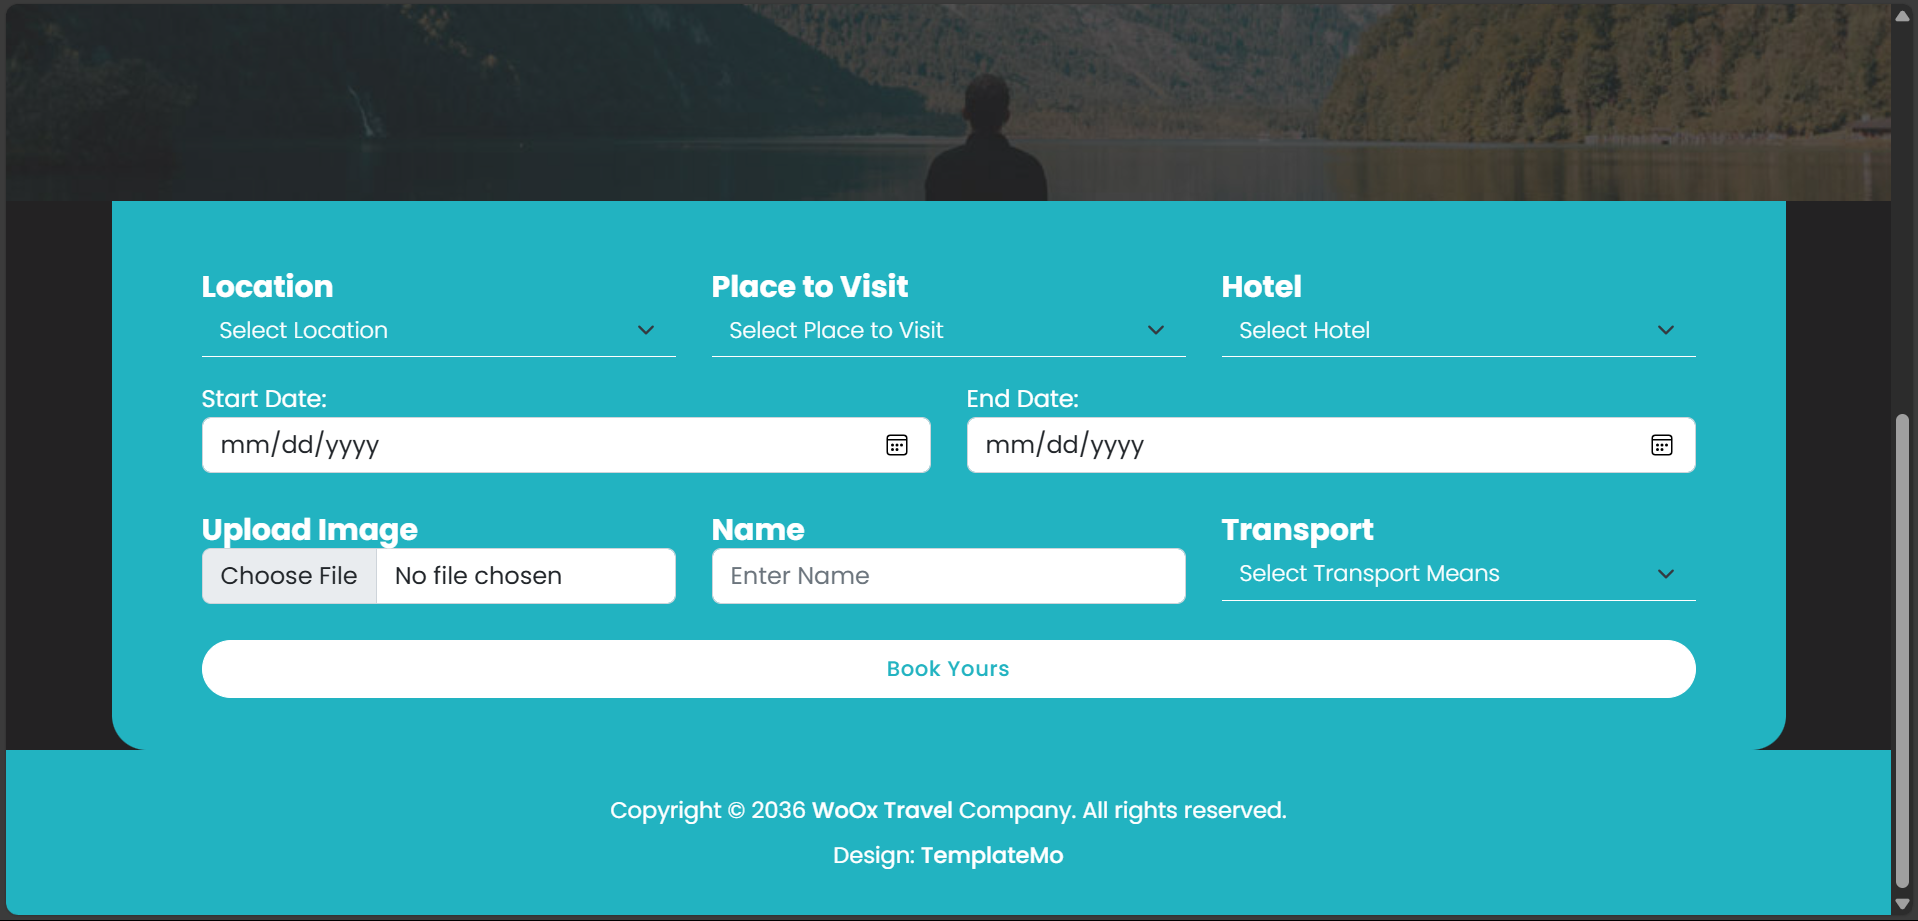 Location
Place to Visit
Hotel
Select Location
Select Place to Visit
Select Hotel
Start Date:
End Date:
mm/dd/yyyy
mm/dd/yyyy
Upload Image
Name
Transport
Choose File
No file chosen
Enter Name
Select Transport Means
Book Yours
Copyright © 2036 WoOx Travel Company. All rights reserved.
Design: TemplateMo